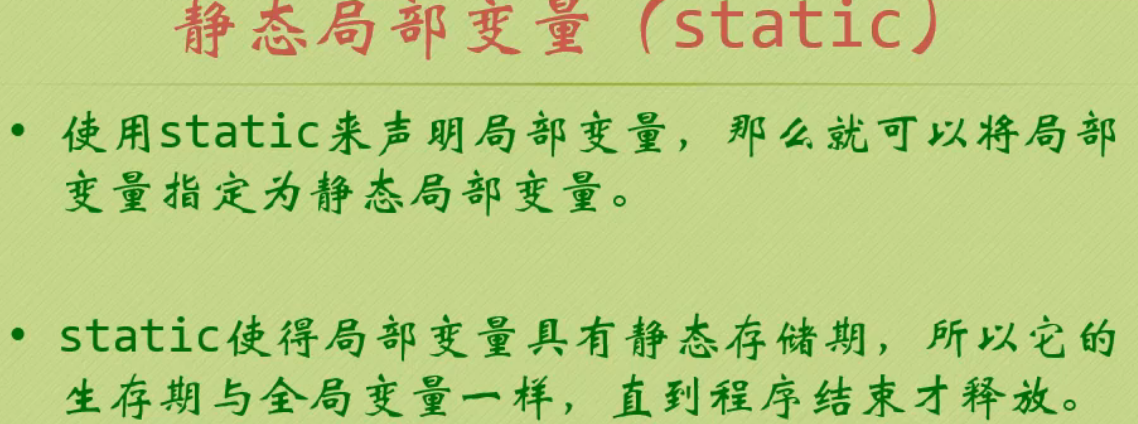 静态局部变量（static）
• 使用static来声明局部变量，那么就可以将局部
变量指定为静态局部变量。
• static使得局部变量具有静态存储期，所以它的
生存期与全局变量一样，直到程序结束才释放。